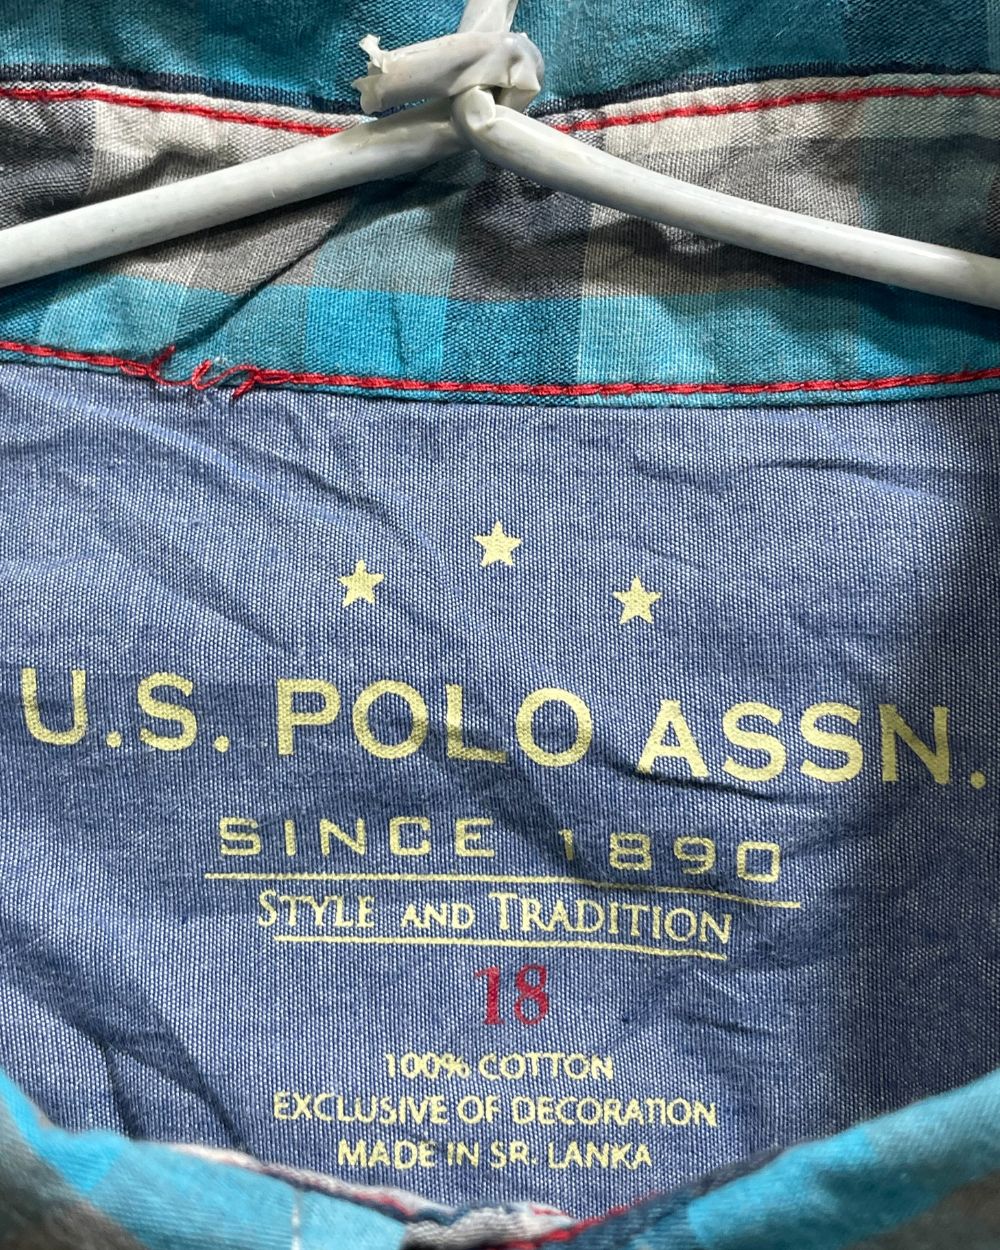 U.S. POLO ASSN.
SINCE 1890
STYLE AND TRADITION
18
100% COTTON
EXCLUSIVE OF DECORATION
MADE IN SR. LANKA